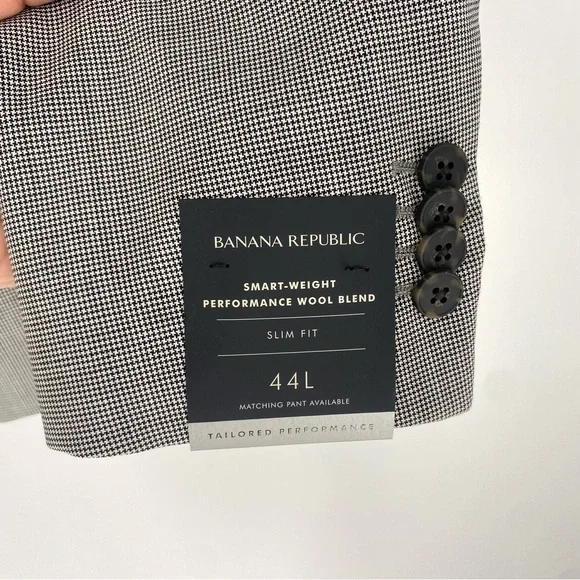 BANANA REPUBLIC
SMART-WEIGHT
PERFORMANCE WOOL BLEND
SLIM FIT
44L
MATCHING PANT AVAILABLE
TAILORED PERFORMANCE